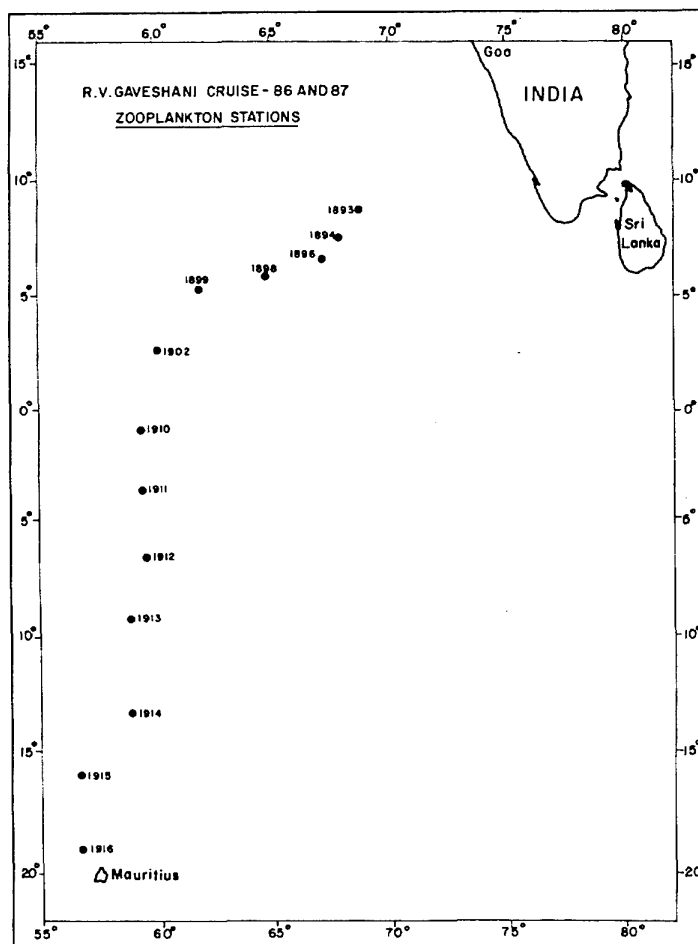 55° 60° 65° 70° 75° 80°
15° 15°
Goa
R.V. GAVESHANI CRUISE - 86 AND 87
INDIA
ZOOPLANKTON STATIONS
10° 10°
1893
1894
Sri
Lanka
1896
1898
1899
5° 5°
1902
0° 0°
1910
1911
5° 5°
1912
1913
10° 10°
1914
15° 15°
1915
1916
20° 20°
Mauritius
55° 60° 65° 70° 75° 80°